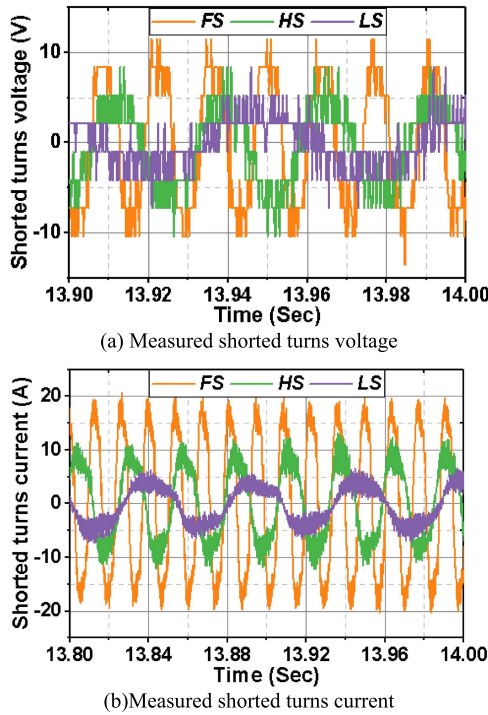 FS HS LS
Shorted turns voltage (V)
10
0
-10
13.90 13.92 13.94 13.96 13.98 14.00
Time (Sec)
(a) Measured shorted turns voltage
FS HS LS
Shorted turns current (A)
20
10
0
-10
-20
13.80 13.84 13.88 13.92 13.96 14.00
Time (Sec)
(b)Measured shorted turns current